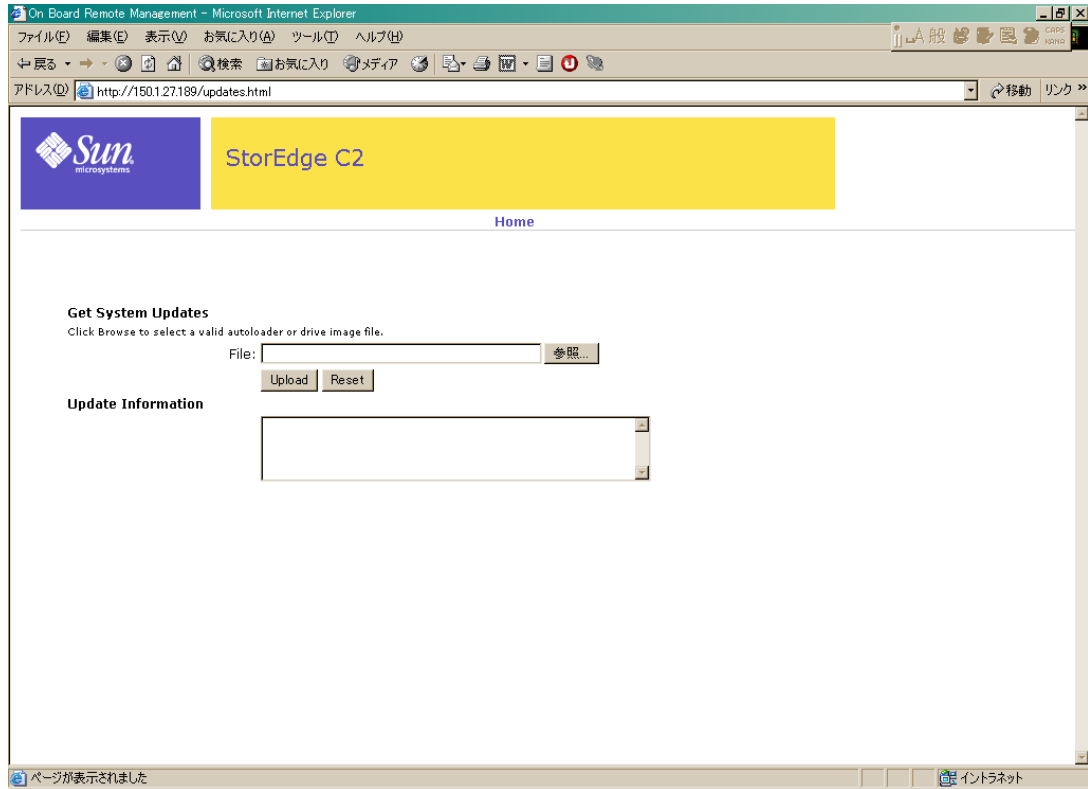 On Board Remote Management - Microsoft Internet Explorer
ファイル(F) 編集(E) 表示(V) お気に入り(A) ツール(T) ヘルプ(H)
A 般 CAPS KANA
戻る 検索 お気に入り メディア
アドレス(D) http://150.1.27.189/updates.html 移動 リンク »
Sun microsystems
StorEdge C2
Home
Get System Updates
Click Browse to select a valid autoloader or drive image file.
File: 参照...
Upload Reset
Update Information
ページが表示されました イントラネット